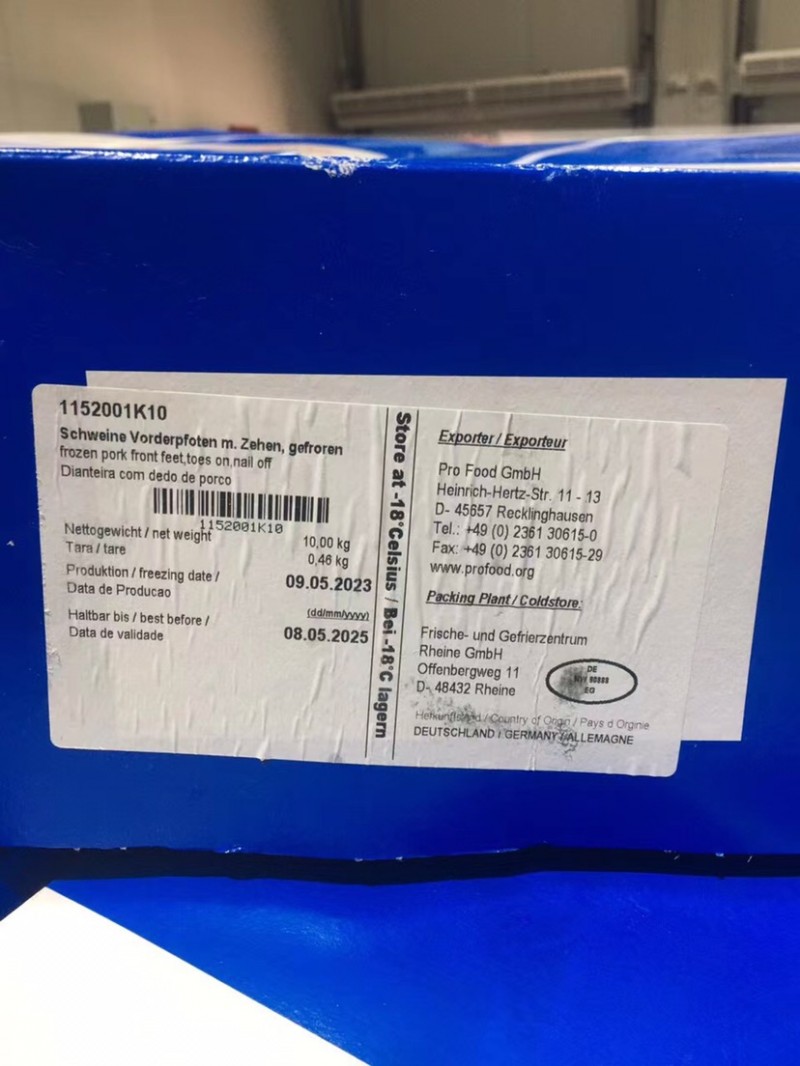 1152001K10
Schweine Vorderpfoten m. Zehen, gefroren
frozen pork front feet,toes on,nail off
Dianteira com dedo de porco
1152001K10
Nettogewicht / net weight 10,00 kg
Tara / tare 0,46 kg
Produktion / freezing date / 09.05.2023
Data de Producao
(dd/mm/yyyy)
Haltbar bis / best before /
Data de validade 08.05.2025
Store at -18°Celsius / Bei -18°C lagern
Exporter / Exporteur
Pro Food GmbH
Heinrich-Hertz-Str. 11 - 13
D- 45657 Recklinghausen
Tel.: +49 (0) 2361 30615-0
Fax: +49 (0) 2361 30615-29
www.profood.org
Packing Plant / Coldstore:
Frische- und Gefrierzentrum
Rheine GmbH
Offenbergweg 11
D- 48432 Rheine
DE
EG
/ Country of Origin / Pays d Orginie
DEUTSCHLAND / GERMANY / ALLEMAGNE